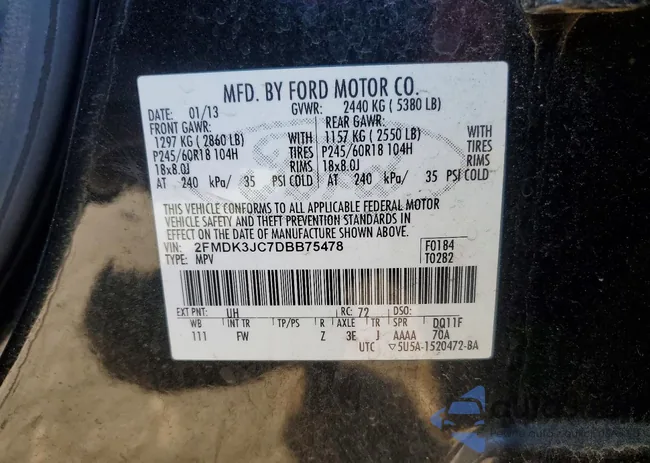 MFD. BY FORD MOTOR CO.
DATE: 01/13 GVWR: 2440 KG ( 5380 LB)
FRONT GAWR: REAR GAWR:
1297 KG ( 2860 LB) WITH 1157 KG ( 2550 LB) WITH
P245/60R18 104H TIRES P245/60R18 104H TIRES
18x8.0J RIMS 18x8.0J RIMS
AT 240 kPa/ 35 PSI COLD AT 240 kPa/ 35 PSI COLD
THIS VEHICLE CONFORMS TO ALL APPLICABLE FEDERAL MOTOR
VEHICLE SAFETY AND THEFT PREVENTION STANDARDS IN
EFFECT ON THE DATE OF MANUFACTURE SHOWN ABOVE.
VIN: 2FMDK3JC7DBB75478 F0184
TYPE: MPV T0282
EXT PNT: UH RC: 72 DSO:
WB INT TR TP/PS R AXLE TR SPR DQ11F
111 FW Z 3E J AAAA 70A
UTC ▽5U5A-1520472-BA